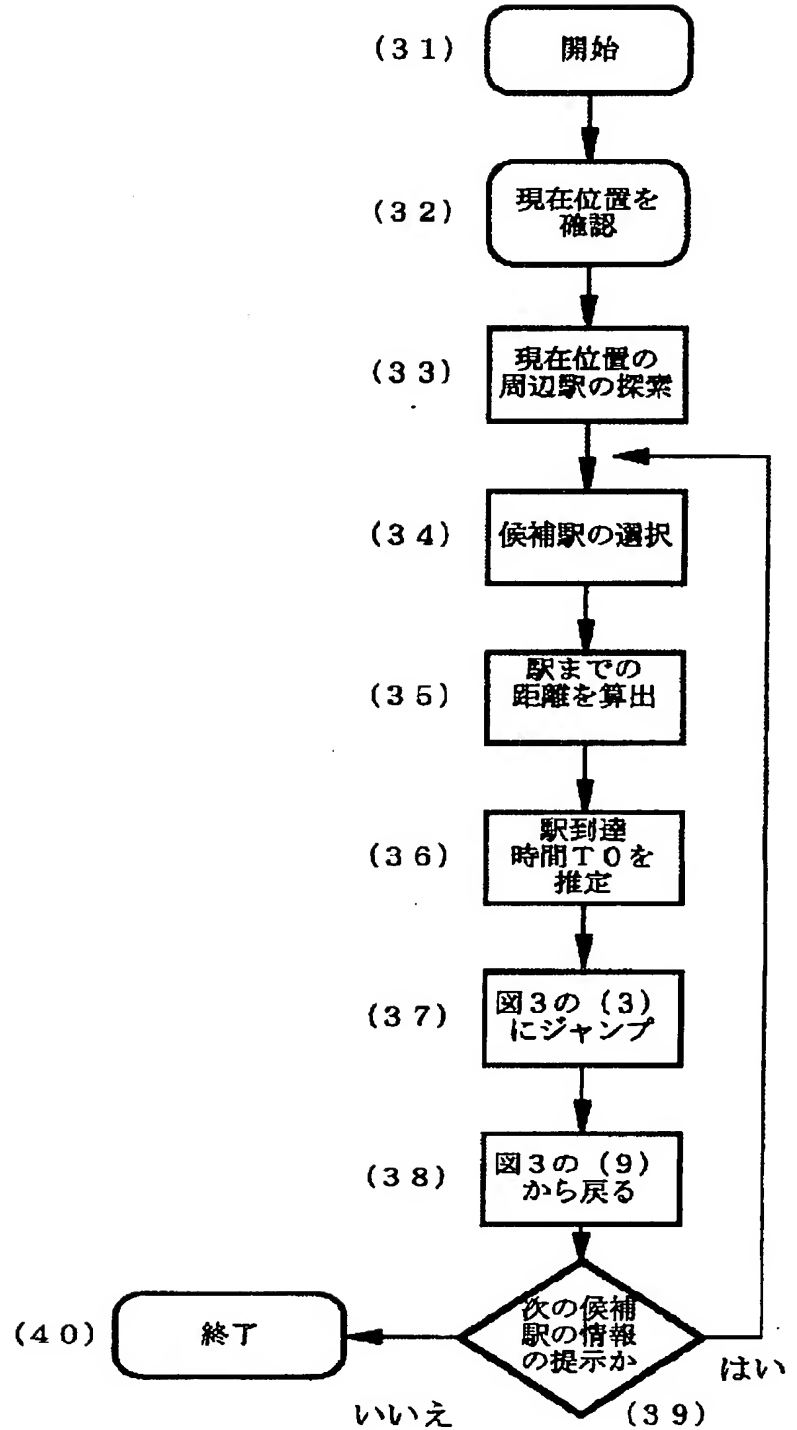 (31)
開始
(32)
現在位置を
確認
(33)
現在位置の
周辺駅の探索
(34)
候補駅の選択
(35)
駅までの
距離を算出
(36)
駅到達
時間T0を
推定
(37)
図3の(3)
にジャンプ
(38)
図3の(9)
から戻る
(40)
終了
次の候補
駅の情報
の提示か
はい
いいえ
(39)